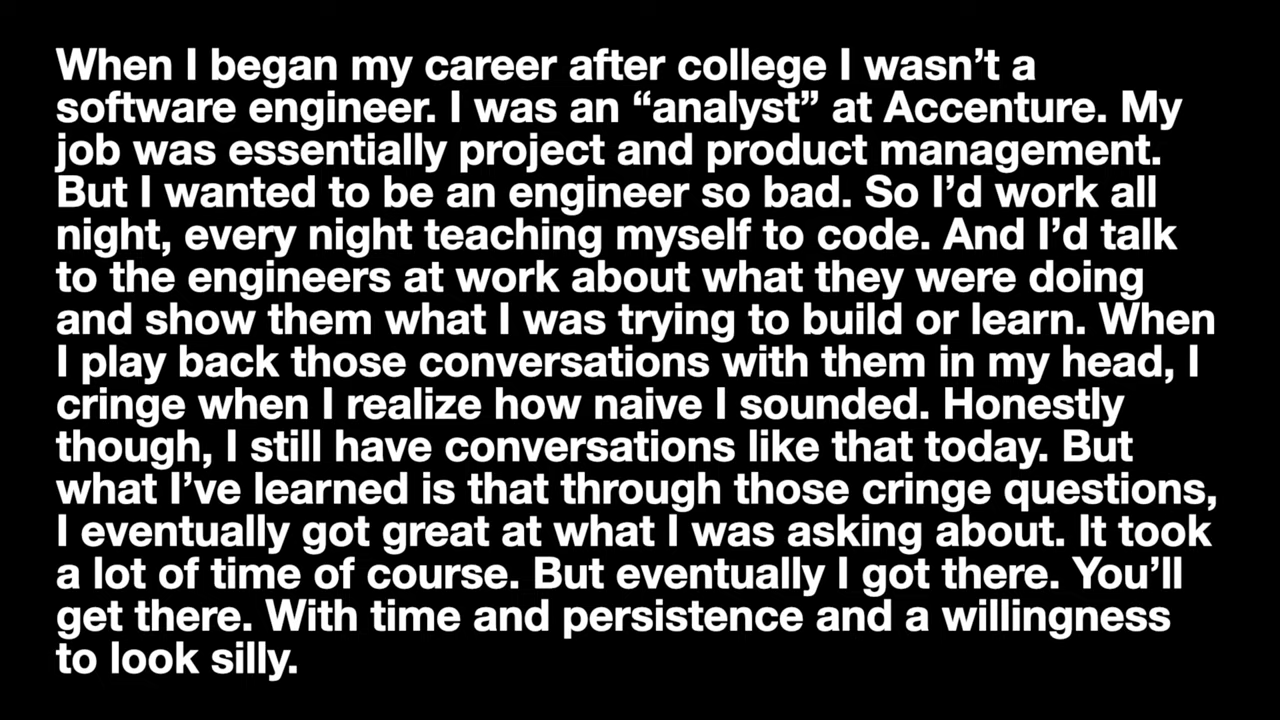 When I began my career after college I wasn’t a
software engineer. I was an “analyst” at Accenture. My
job was essentially project and product management.
But I wanted to be an engineer so bad. So I’d work all
night, every night teaching myself to code. And I’d talk
to the engineers at work about what they were doing
and show them what I was trying to build or learn. When
I play back those conversations with them in my head, I
cringe when I realize how naive I sounded. Honestly
though, I still have conversations like that today. But
what I’ve learned is that through those cringe questions,
I eventually got great at what I was asking about. It took
a lot of time of course. But eventually I got there. You’ll
get there. With time and persistence and a willingness
to look silly.